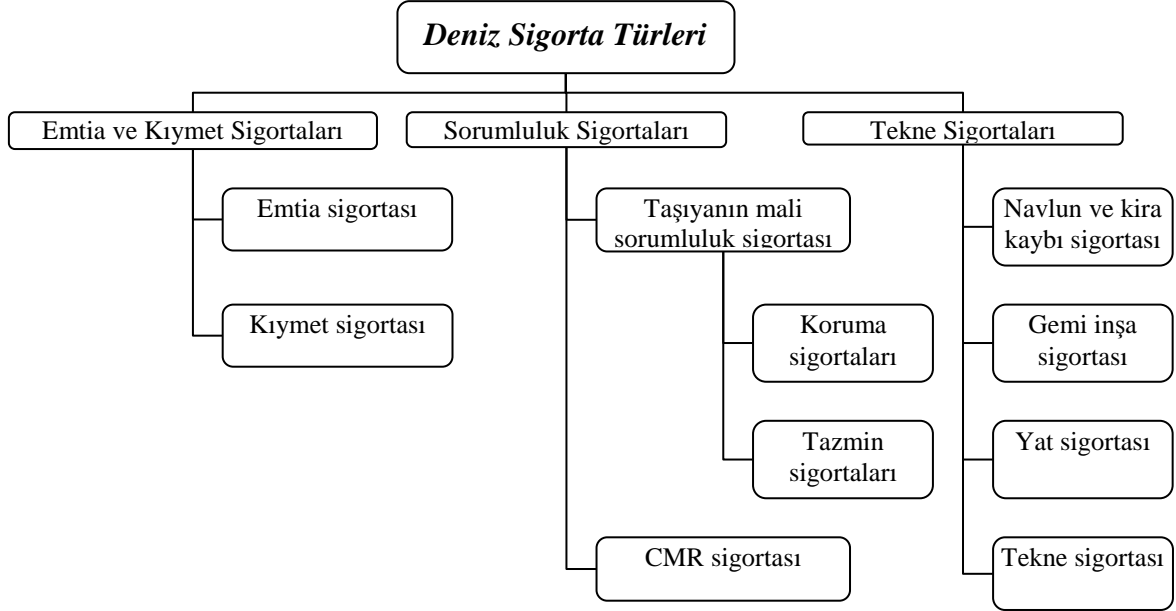 Deniz Sigorta Türleri
Emtia ve Kıymet Sigortaları
Sorumluluk Sigortaları
Tekne Sigortaları
Emtia sigortası
Kıymet sigortası
Taşıyanın mali
sorumluluk sigortası
Koruma
sigortaları
Tazmin
sigortaları
CMR sigortası
Navlun ve kira
kaybı sigortası
Gemi inşa
sigortası
Yat sigortası
Tekne sigortası